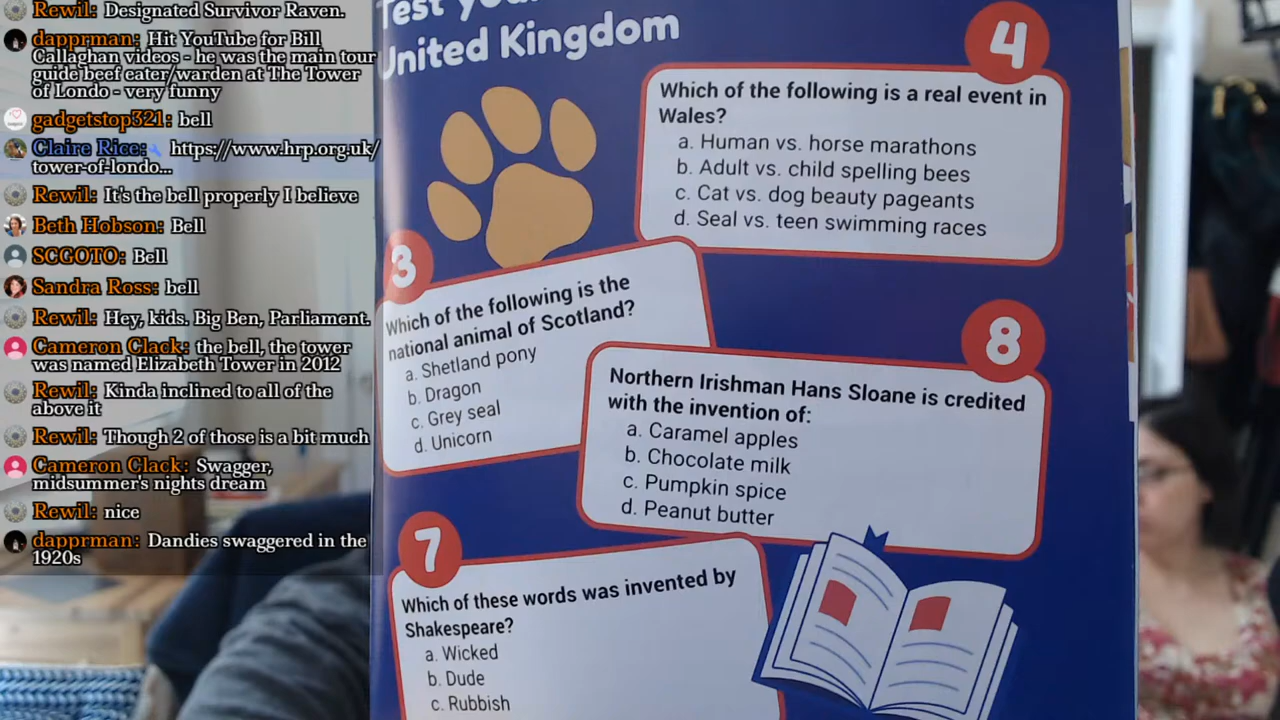 Rewil: Designated Survivor Raven.
dapprman: Hit YouTube for Bill
Callaghan videos - he was the main tour
guide beef eater/warden at The Tower
of Londo - very funny
gadgetstop321: bell
Claire Rice: https://www.hrp.org.uk/
tower-of-londo...
Rewil: It's the bell properly I believe
Beth Hobson: Bell
SCGOTO: Bell
Sandra Ross: bell
Rewil: Hey, kids. Big Ben, Parliament.
Cameron Clack: the bell, the tower
was named Elizabeth Tower in 2012
Rewil: Kinda inclined to all of the
above it
Rewil: Though 2 of those is a bit much
Cameron Clack: Swagger,
midsummer's nights dream
Rewil: nice
dapprman: Dandies swaggered in the
1920s
Test
United Kingdom
4
Which of the following is a real event in
Wales?
a. Human vs. horse marathons
b. Adult vs. child spelling bees
c. Cat vs. dog beauty pageants
d. Seal vs. teen swimming races
3
Which of the following is the
national animal of Scotland?
a. Shetland pony
b. Dragon
c. Grey seal
d. Unicorn
8
Northern Irishman Hans Sloane is credited
with the invention of:
a. Caramel apples
b. Chocolate milk
c. Pumpkin spice
d. Peanut butter
7
Which of these words was invented by
Shakespeare?
a. Wicked
b. Dude
c. Rubbish